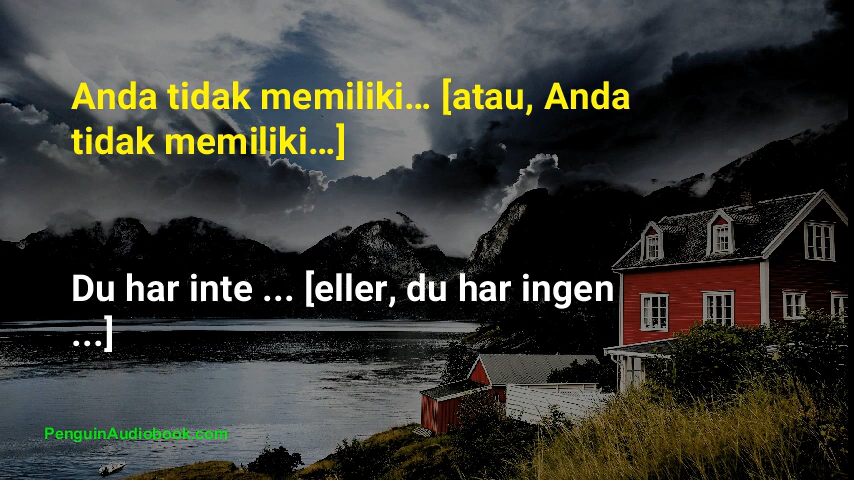 Anda tidak memiliki… [atau, Anda
tidak memiliki…]
Du har inte ... [eller, du har ingen
...]
PenguinAudiobook.com